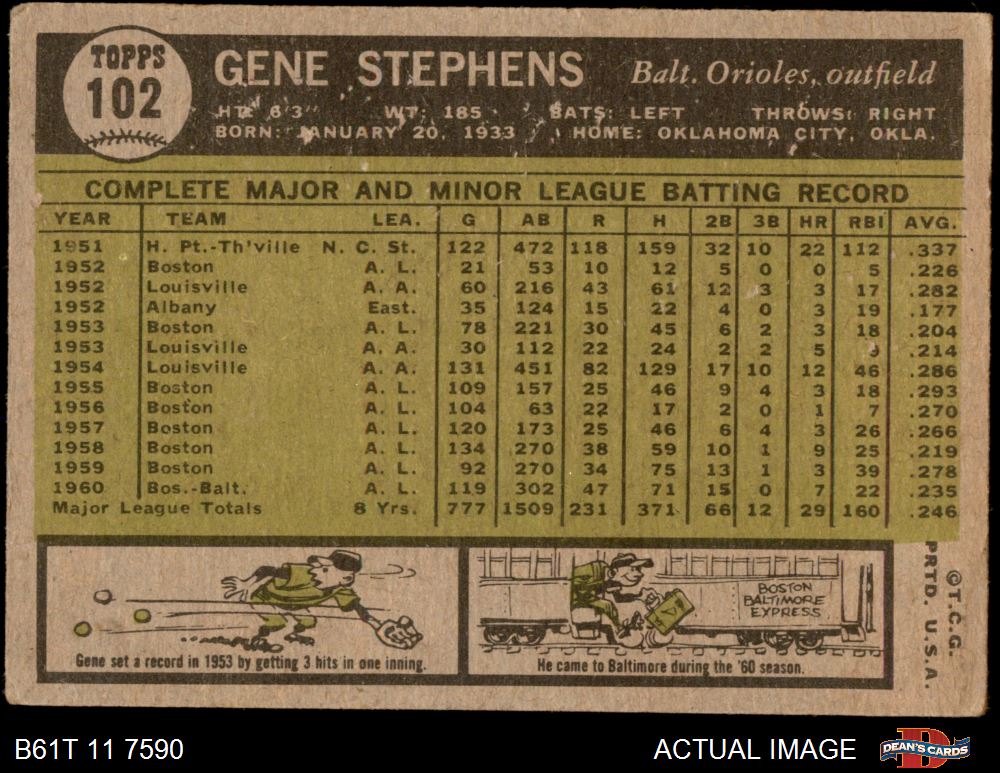 TOPPS
102
GENE STEPHENS Balt. Orioles, outfield
HT: 6'3" WT: 185 BATS: LEFT THROWS: RIGHT
BORN: JANUARY 20, 1933 HOME: OKLAHOMA CITY, OKLA.
COMPLETE MAJOR AND MINOR LEAGUE BATTING RECORD
YEAR TEAM LEA. G AB R H 2B 3B HR RBI AVG.
1951 H. Pt.-Th'ville N. C. St. 122 472 118 159 32 10 22 112 .337
1952 Boston A. L. 21 53 10 12 5 0 0 5 .226
1952 Louisville A. A. 60 216 43 61 12 3 3 17 .282
1952 Albany East. 35 124 15 22 4 0 3 19 .177
1953 Boston A. L. 78 221 30 45 6 2 3 18 .204
1953 Louisville A. A. 30 112 22 24 2 2 5 9 .214
1954 Louisville A. A. 131 451 82 129 17 10 12 46 .286
1955 Boston A. L. 109 157 25 46 9 4 3 18 .293
1956 Boston A. L. 104 63 22 17 2 0 1 7 .270
1957 Boston A. L. 120 173 25 46 6 4 3 26 .266
1958 Boston A. L. 134 270 38 59 10 1 9 25 .219
1959 Boston A. L. 92 270 34 75 13 1 3 39 .278
1960 Bos.-Balt. A. L. 119 302 47 71 15 0 7 22 .235
Major League Totals 8 Yrs. 777 1509 231 371 66 12 29 160 .246
Gene set a record in 1953 by getting 3 hits in one inning.
BOSTON
BALTIMORE
EXPRESS
He came to Baltimore during the '60 season.
©T.C.G.
PRTD. U.S.A.
B61T 11 7590 ACTUAL IMAGE DEAN'S CARDS